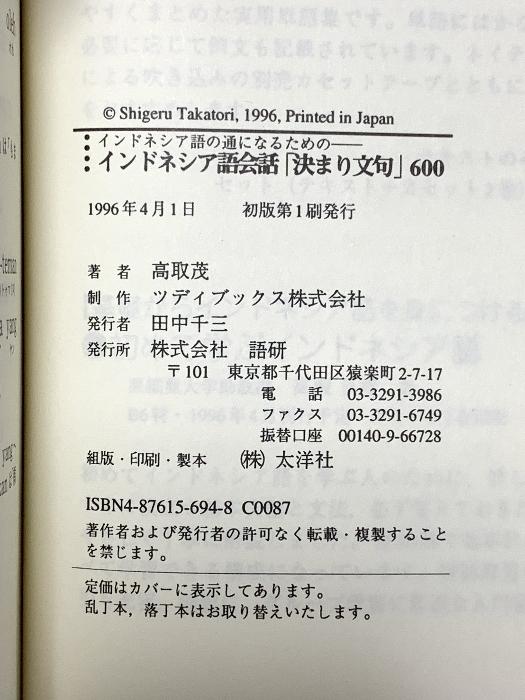 © Shigeru Takatori, 1996, Printed in Japan
インドネシア語の通になるための――
インドネシア語会話「決まり文句」600
1996年4月1日 初版第1刷発行
著者 高取茂
制作 ツディブックス株式会社
発行者 田中千三
発行所 株式会社 語研
〒101 東京都千代田区猿楽町2-7-17
電話 03-3291-3986
ファクス 03-3291-6749
振替口座 00140-9-66728
組版・印刷・製本 ㈱ 太洋社
ISBN4-87615-694-8 C0087
著作者および発行者の許可なく転載・複製すること
を禁じます。
定価はカバーに表示してあります。
乱丁本，落丁本はお取り替えいたします。
oleh
-teman
yang
yang